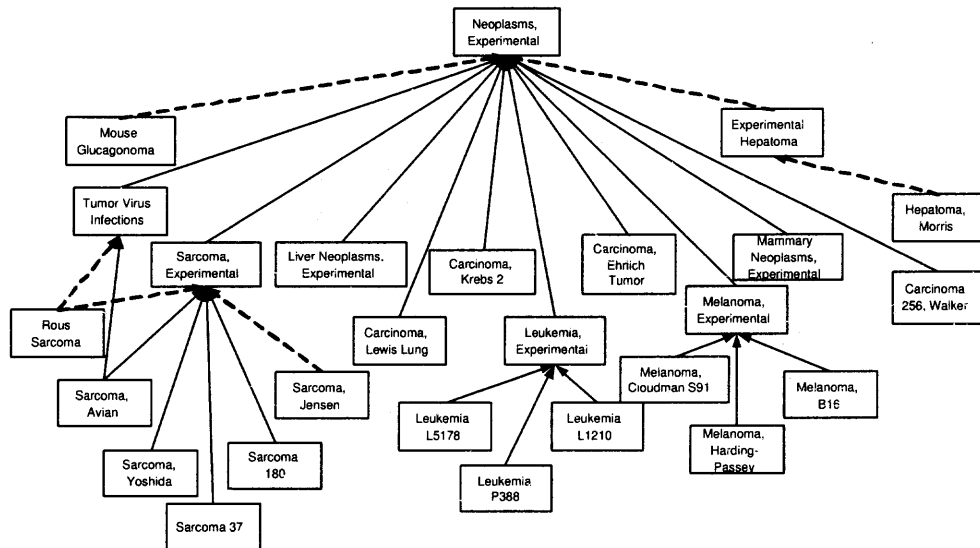 Neoplasms,
Experimental
Mouse
Glucagonoma
Experimental
Hepatoma
Tumor Virus
Infections
Hepatoma,
Morris
Sarcoma,
Experimental
Liver Neoplasms.
Experimental
Carcinoma,
Krebs 2
Carcinoma,
Ehrlich
Tumor
Mammary
Neoplasms,
Experimental
Carcinoma
256, Walker
Rous
Sarcoma
Carcinoma,
Lewis Lung
Leukemia,
Experimental
Melanoma,
Experimental
Sarcoma,
Avian
Sarcoma,
Jensen
Melanoma,
Cloudman S91
Melanoma,
B16
Leukemia
L5178
Leukemia
L1210
Sarcoma,
Yoshida
Sarcoma
180
Melanoma,
Harding-
Passey
Leukemia
P388
Sarcoma 37